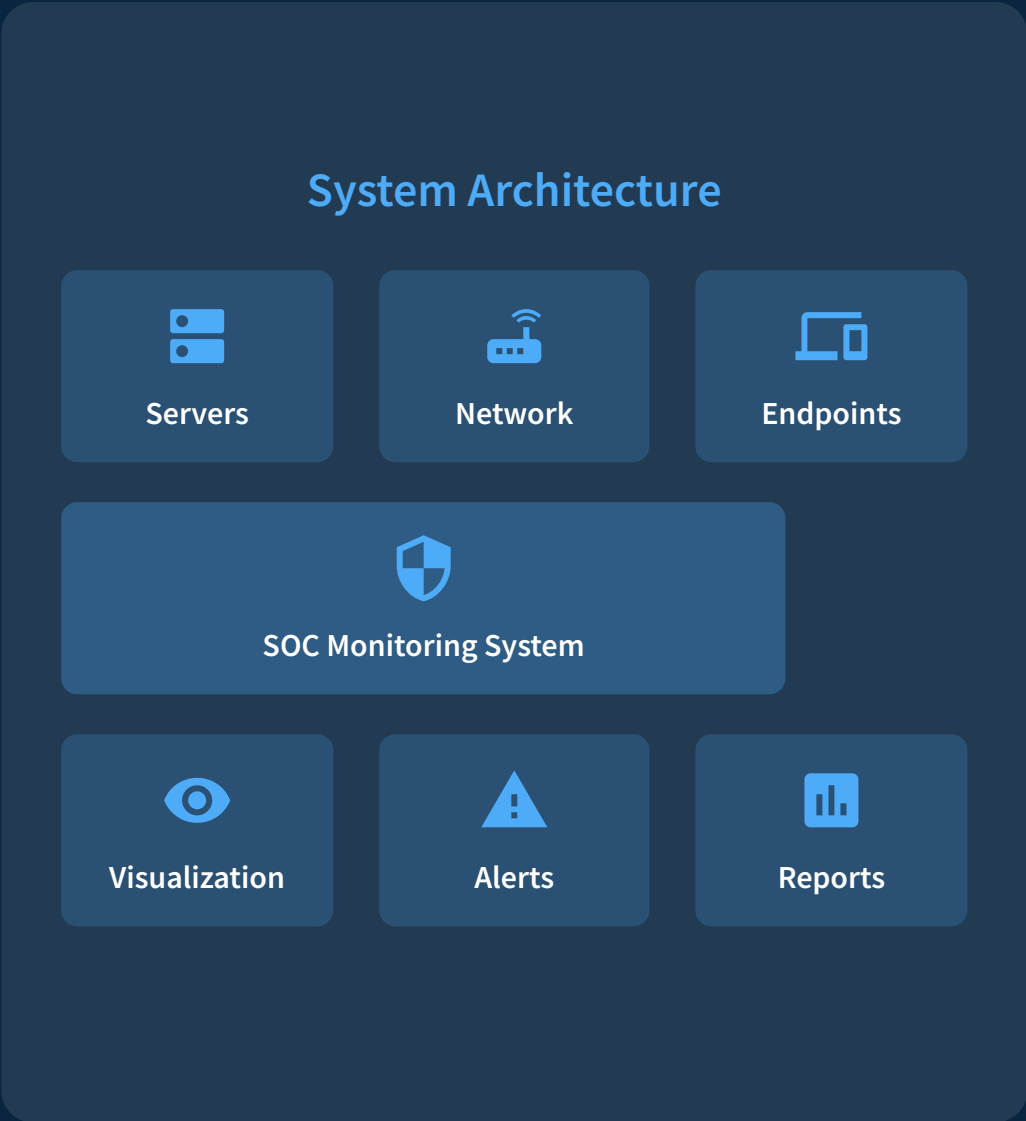 System Architecture
Servers
Network
Endpoints
SOC Monitoring System
Visualization
Alerts
Reports